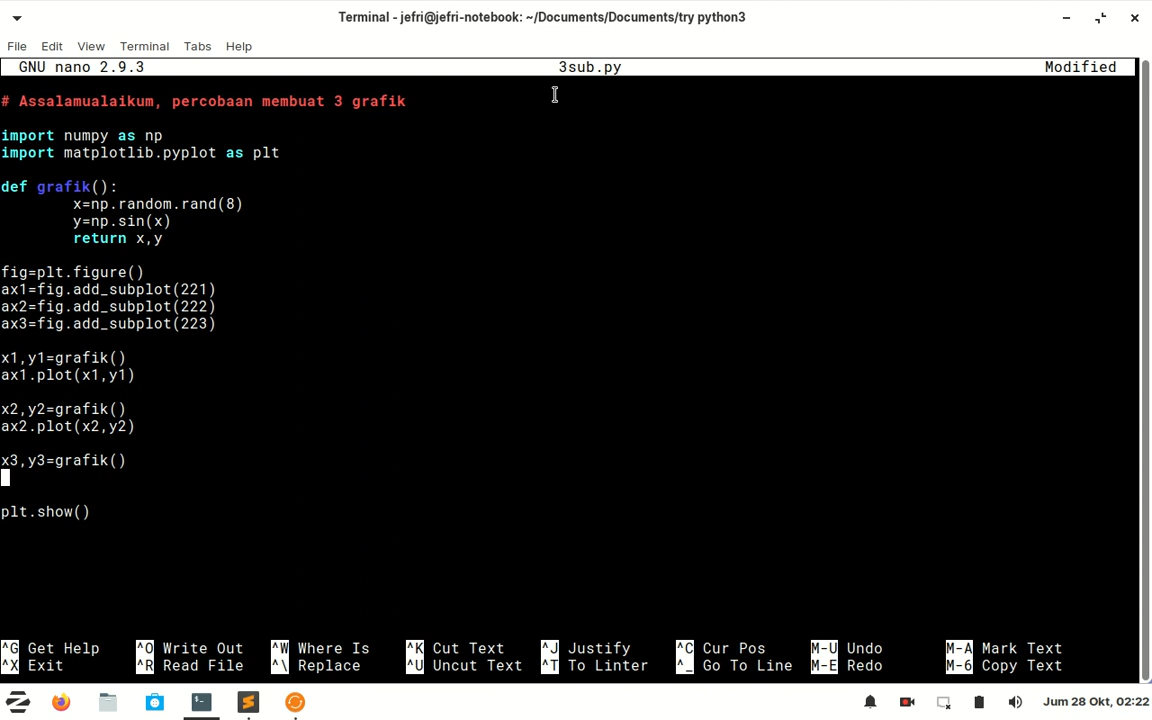 Terminal - jefri@jefri-notebook: ~/Documents/Documents/try python3
File Edit View Terminal Tabs Help
GNU nano 2.9.3 3sub.py Modified
# Assalamualaikum, percobaan membuat 3 grafik
import numpy as np
import matplotlib.pyplot as plt
def grafik():
x=np.random.rand(8)
y=np.sin(x)
return x,y
fig=plt.figure()
ax1=fig.add_subplot(221)
ax2=fig.add_subplot(222)
ax3=fig.add_subplot(223)
x1,y1=grafik()
ax1.plot(x1,y1)
x2,y2=grafik()
ax2.plot(x2,y2)
x3,y3=grafik()
plt.show()
^G Get Help ^O Write Out ^W Where Is ^K Cut Text ^J Justify ^C Cur Pos M-U Undo M-A Mark Text
^X Exit ^R Read File ^\ Replace ^U Uncut Text ^T To Linter ^_ Go To Line M-E Redo M-6 Copy Text
Jum 28 Okt, 02:22